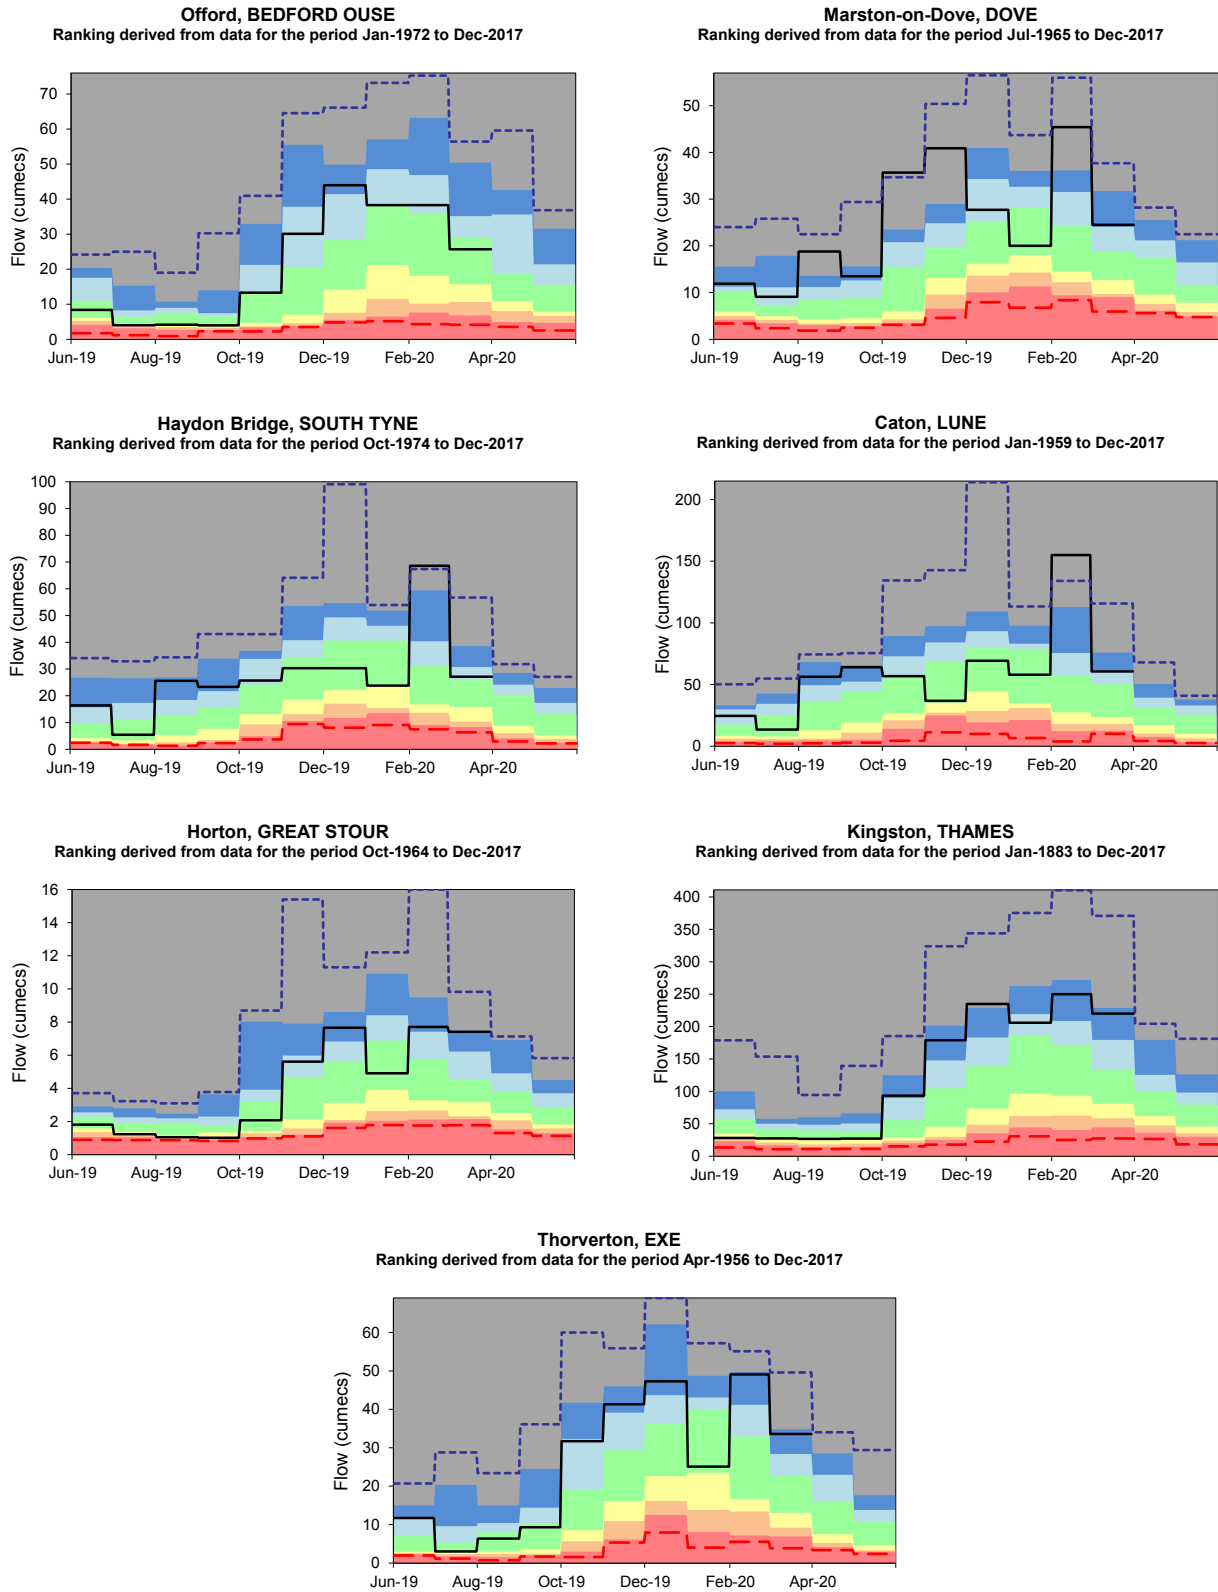 Offord, BEDFORD OUSE
Ranking derived from data for the period Jan-1972 to Dec-2017
Flow (cumecs)
70
60
50
40
30
20
10
0
Jun-19 Aug-19 Oct-19 Dec-19 Feb-20 Apr-20
Marston-on-Dove, DOVE
Ranking derived from data for the period Jul-1965 to Dec-2017
Flow (cumecs)
50
40
30
20
10
0
Jun-19 Aug-19 Oct-19 Dec-19 Feb-20 Apr-20
Haydon Bridge, SOUTH TYNE
Ranking derived from data for the period Oct-1974 to Dec-2017
Flow (cumecs)
100
90
80
70
60
50
40
30
20
10
0
Jun-19 Aug-19 Oct-19 Dec-19 Feb-20 Apr-20
Caton, LUNE
Ranking derived from data for the period Jan-1959 to Dec-2017
Flow (cumecs)
200
150
100
50
0
Jun-19 Aug-19 Oct-19 Dec-19 Feb-20 Apr-20
Horton, GREAT STOUR
Ranking derived from data for the period Oct-1964 to Dec-2017
Flow (cumecs)
16
14
12
10
8
6
4
2
0
Jun-19 Aug-19 Oct-19 Dec-19 Feb-20 Apr-20
Kingston, THAMES
Ranking derived from data for the period Jan-1883 to Dec-2017
Flow (cumecs)
400
350
300
250
200
150
100
50
0
Jun-19 Aug-19 Oct-19 Dec-19 Feb-20 Apr-20
Thorverton, EXE
Ranking derived from data for the period Apr-1956 to Dec-2017
Flow (cumecs)
60
50
40
30
20
10
0
Jun-19 Aug-19 Oct-19 Dec-19 Feb-20 Apr-20